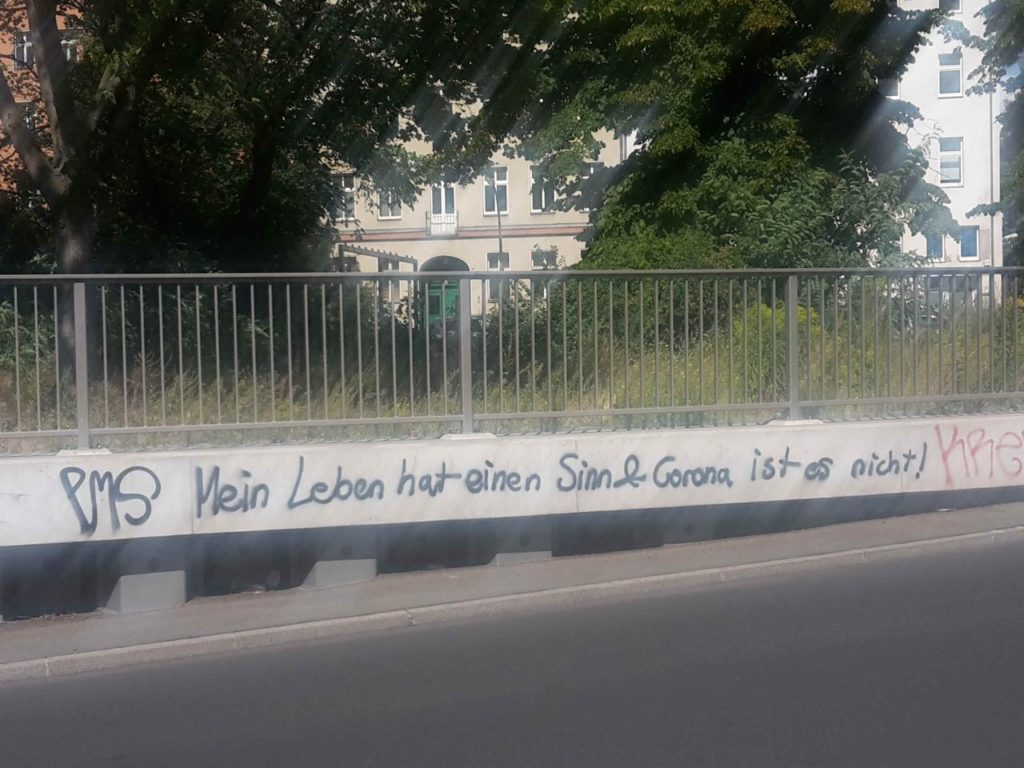 PMS Mein Leben hat einen Sinn & Corona ist es nicht!